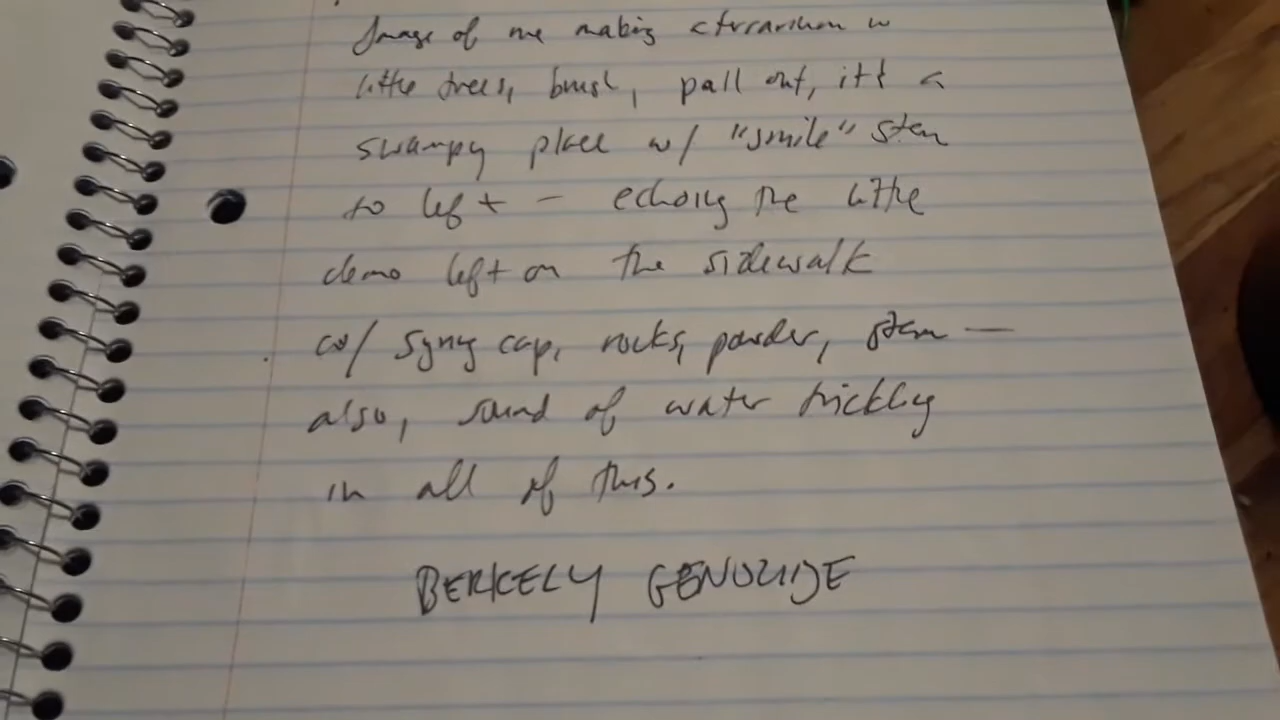 Image of me making a terrarium w
little trees, brush, pull out, it's a
swampy place w/ "smile" stem
to left - echoing the little
demo left on the sidewalk
w/ syring cap, rocks, powder, stem —
also, sound of water trickling
in all of this.
BERKELY GENOCIDE